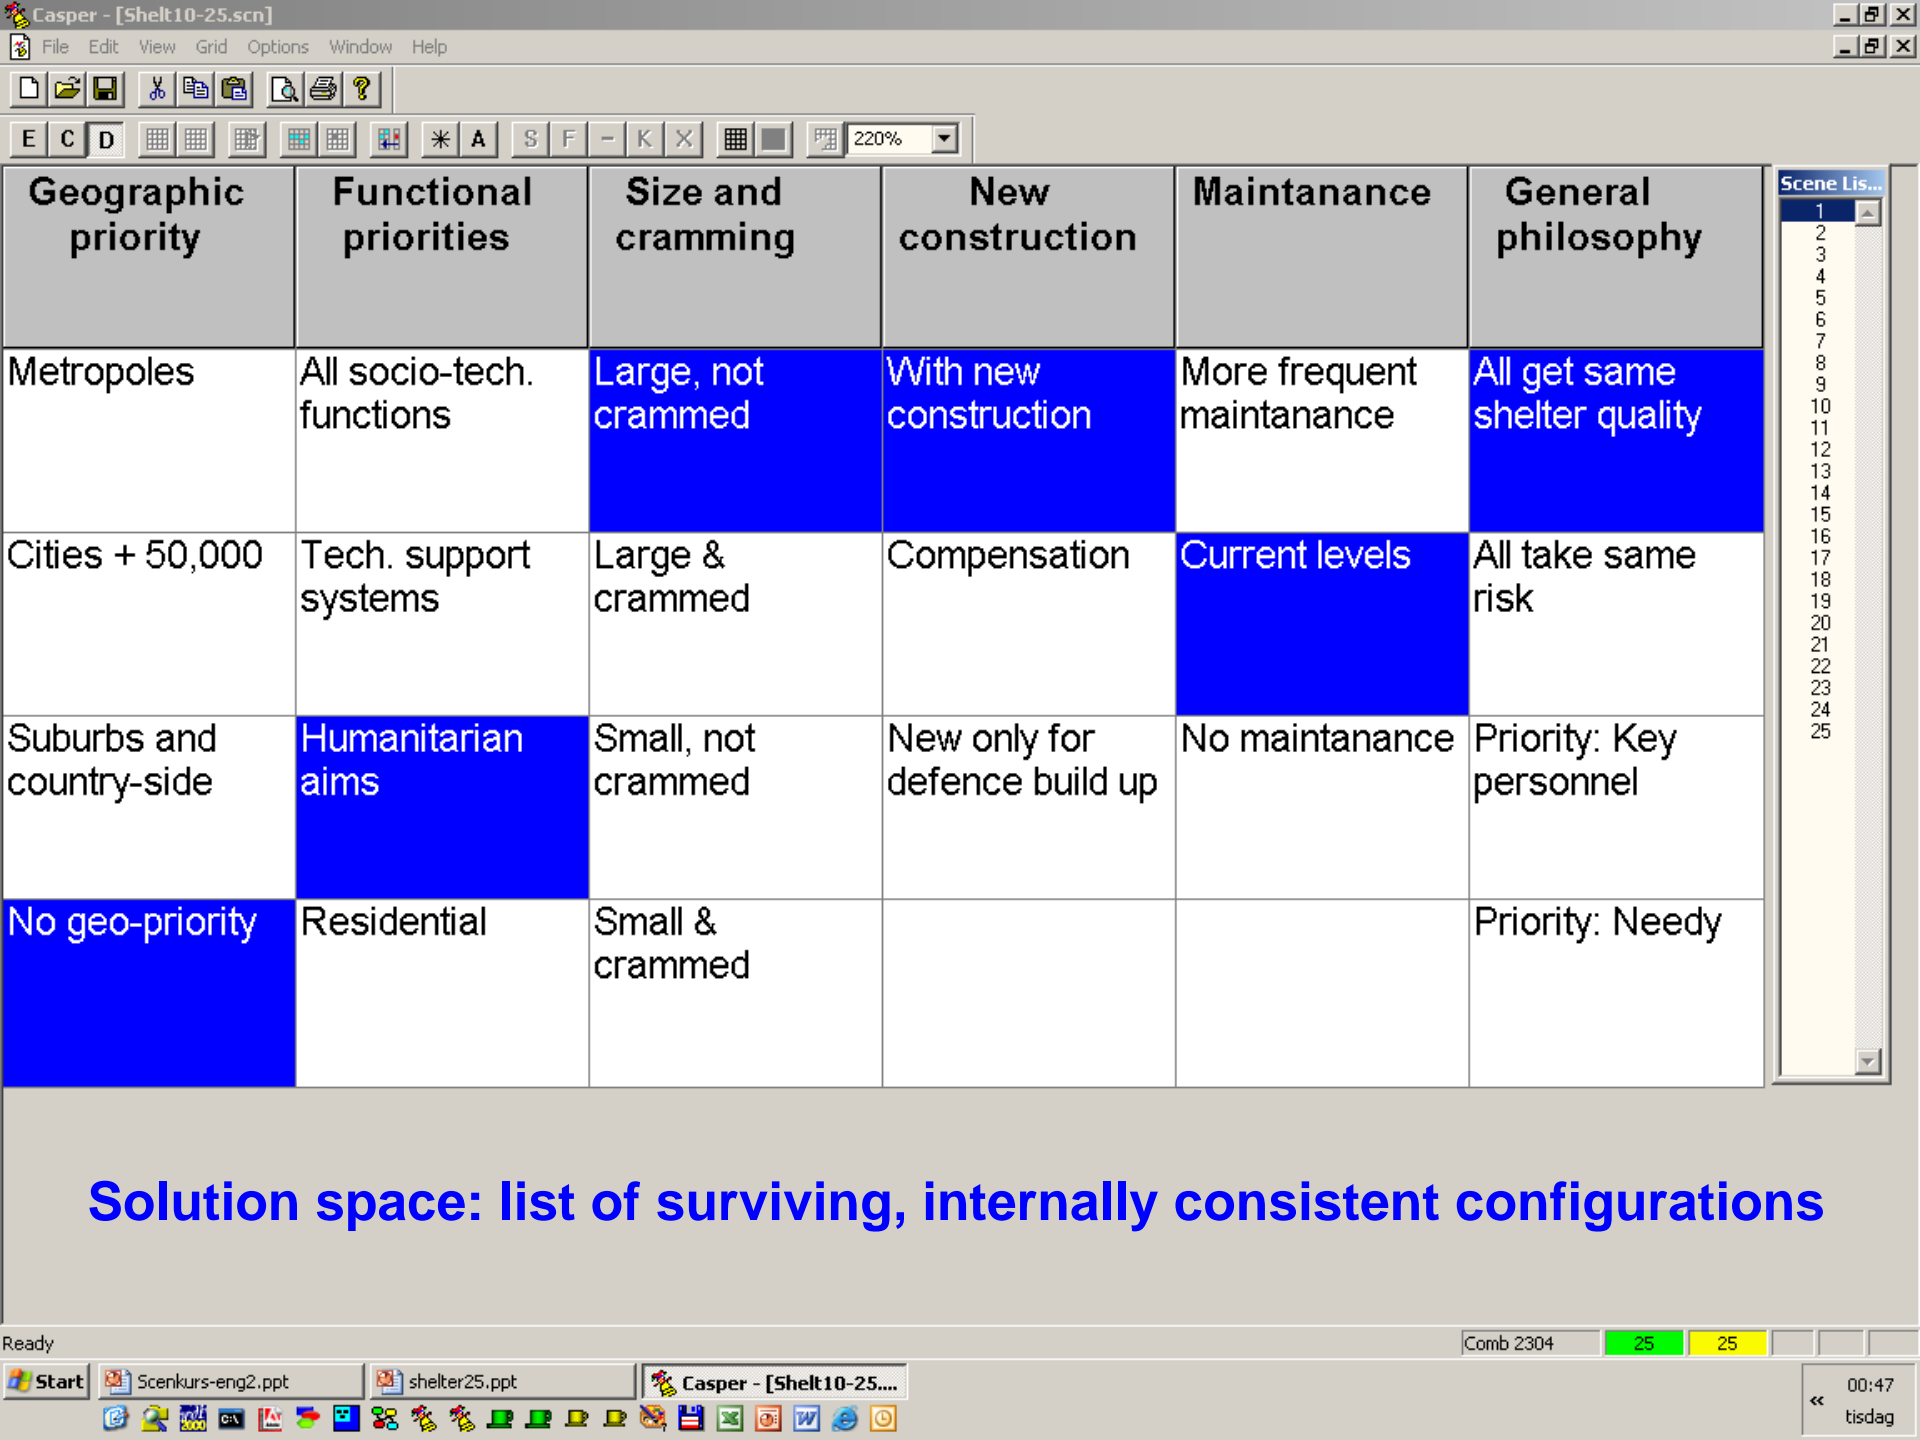 Casper - [Shelt10-25.scn]
File Edit View Grid Options Window Help
E C D A S F - K X 220%
Geographic priority
Functional priorities
Size and cramming
New construction
Maintanance
General philosophy
Metropoles
All socio-tech. functions
Large, not crammed
With new construction
More frequent maintanance
All get same shelter quality
Cities + 50,000
Tech. support systems
Large & crammed
Compensation
Current levels
All take same risk
Suburbs and country-side
Humanitarian aims
Small, not crammed
New only for defence build up
No maintanance
Priority: Key personnel
No geo-priority
Residential
Small & crammed
Priority: Needy
Scene Lis...
1
2
3
4
5
6
7
8
9
10
11
12
13
14
15
16
17
18
19
20
21
22
23
24
25
Solution space: list of surviving, internally consistent configurations
Ready
Comb 2304 25 25
Start Scenkurs-eng2.ppt shelter25.ppt Casper - [Shelt10-25....
« 00:47
tisdag